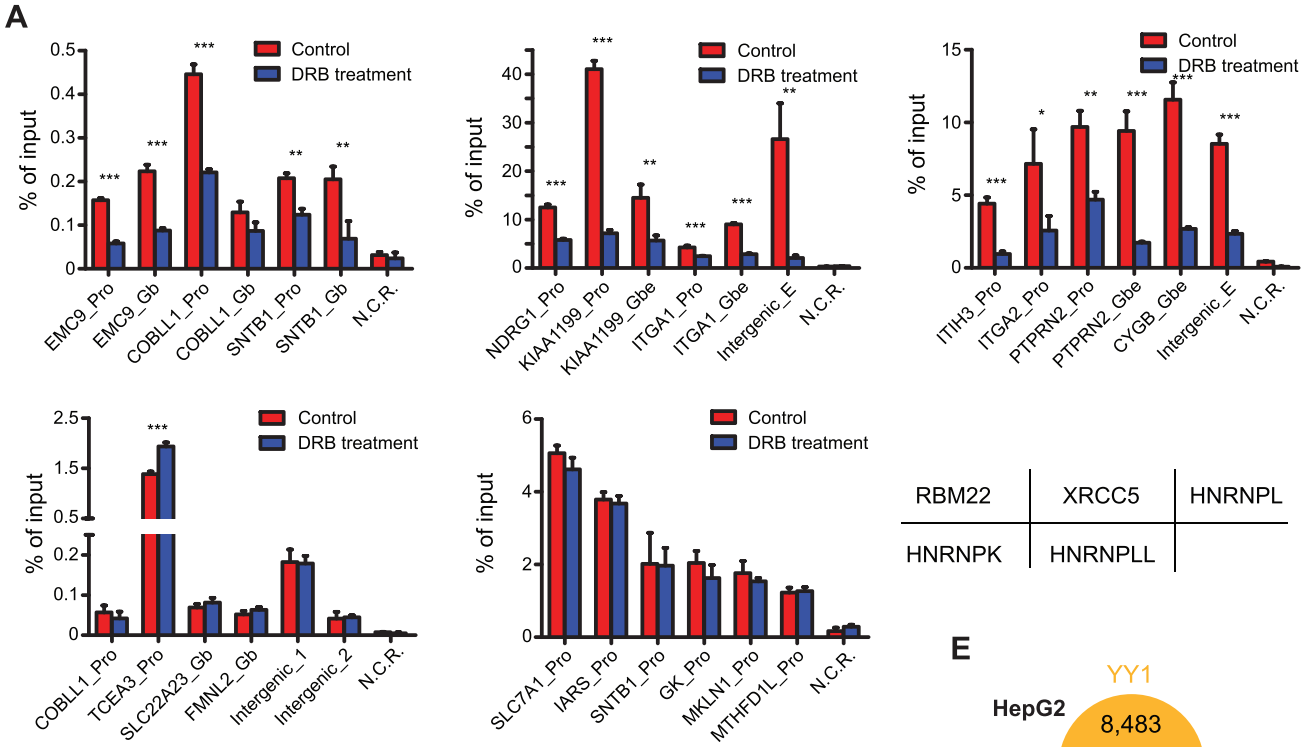 A
0.5
0.4
0.3
0.2
0.1
0
% of input
Control
DRB treatment
***
***
***
**
**
EMC9_Pro
EMC9_Gb
COBLL1_Pro
COBLL1_Gb
SNTB1_Pro
SNTB1_Gb
N.C.R.
40
30
20
10
0
% of input
Control
DRB treatment
***
***
**
***
***
**
NDRG1_Pro
KIAA1199_Pro
KIAA1199_Gbe
ITGA1_Pro
ITGA1_Gbe
Intergenic_E
N.C.R.
15
10
5
0
% of input
Control
DRB treatment
***
*
**
***
***
***
ITIH3_Pro
ITGA2_Pro
PTPRN2_Pro
PTPRN2_Gbe
CYGB_Gbe
Intergenic_E
N.C.R.
2.5
1.5
0.5
0.2
0.1
0
% of input
Control
DRB treatment
***
COBLL1_Pro
TCEA3_Pro
SLC22A23_Gb
FMNL2_Gb
Intergenic_1
Intergenic_2
N.C.R.
6
4
2
0
% of input
Control
DRB treatment
SLC7A1_Pro
IARS_Pro
SNTB1_Pro
GK_Pro
MKLN1_Pro
MTHFD1L_Pro
N.C.R.
RBM22 XRCC5 HNRNPL
HNRNPK HNRNPLL
E
YY1
HepG2
8,483